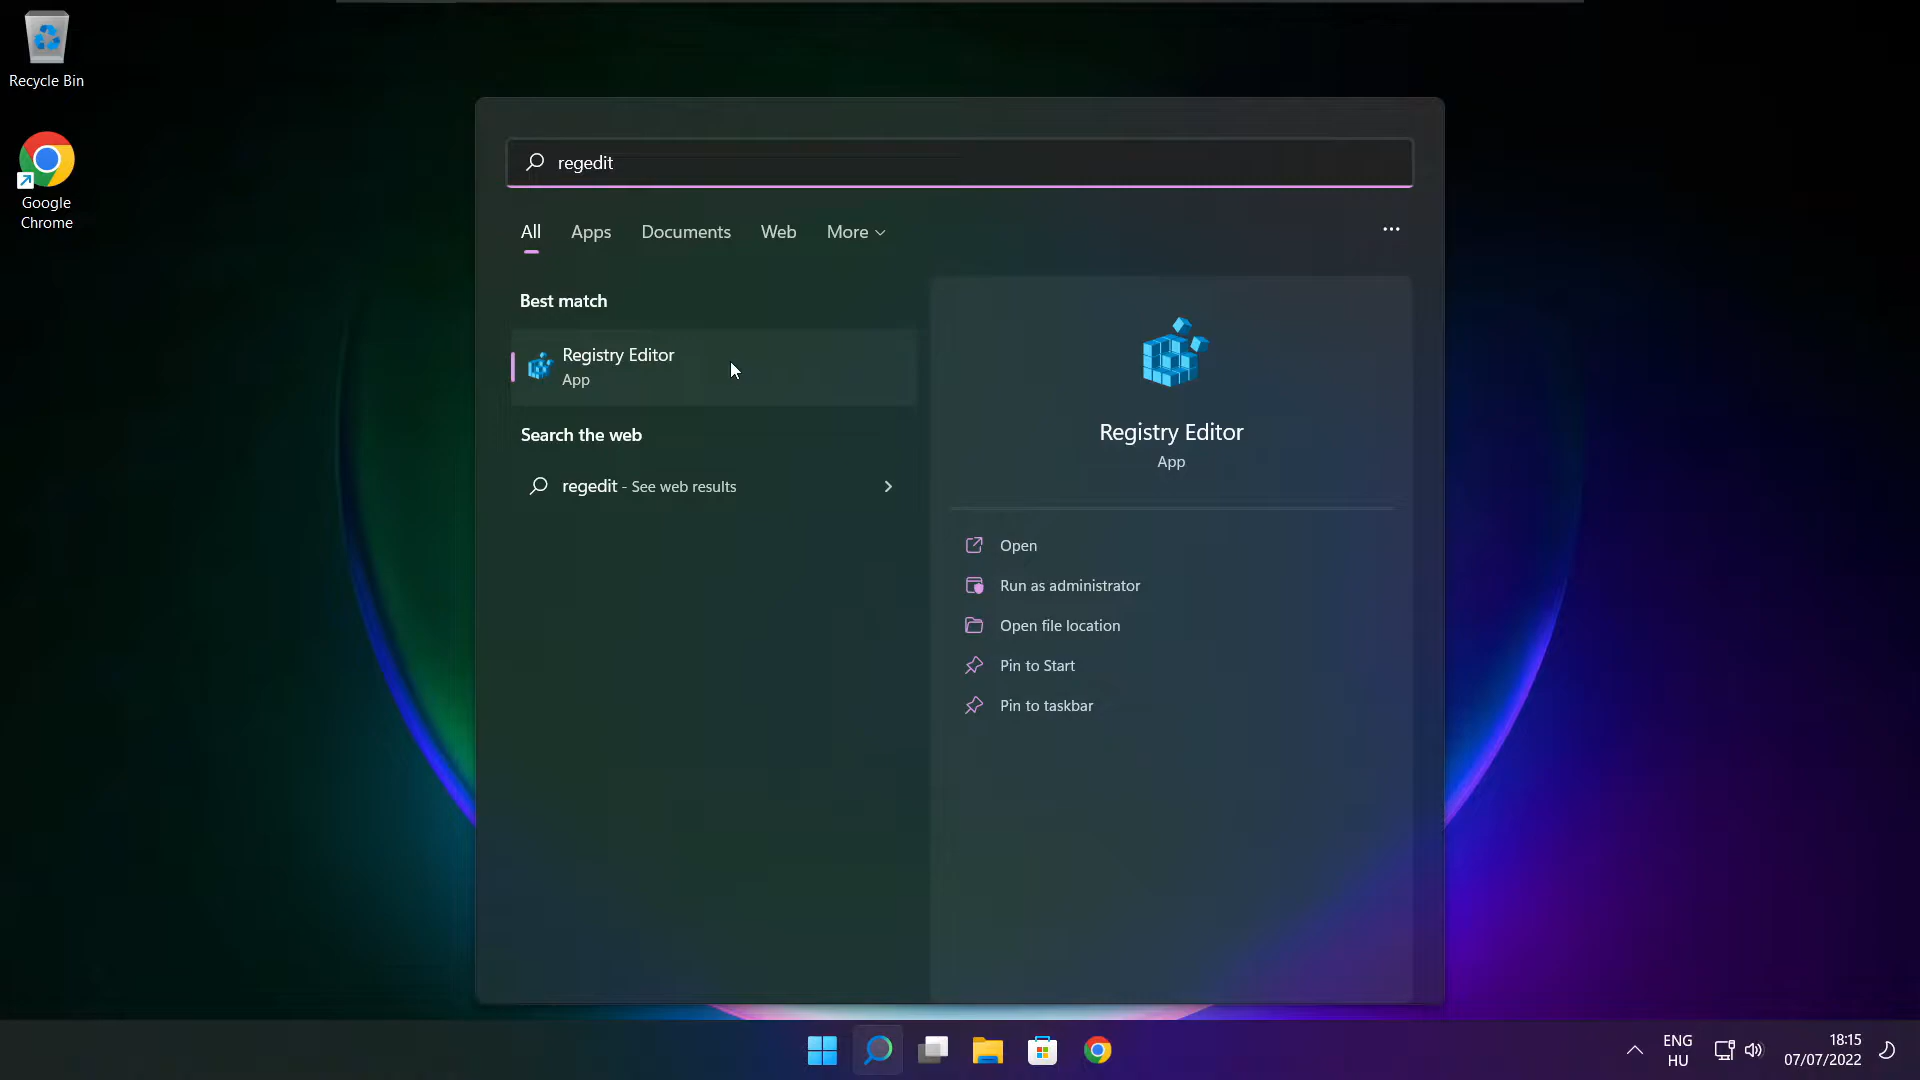 Recycle Bin
Google
Chrome
regedit
All
Apps
Documents
Web
More
Best match
Registry Editor
App
Search the web
regedit - See web results
Registry Editor
App
Open
Run as administrator
Open file location
Pin to Start
Pin to taskbar
ENG
HU
18:15
07/07/2022